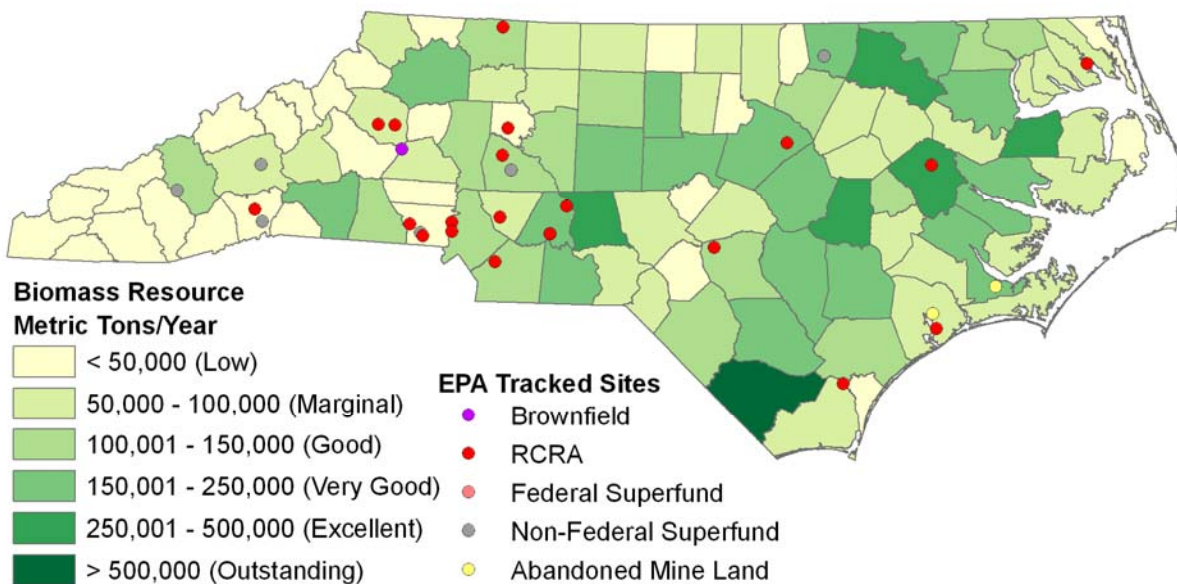 Biomass Resource
Metric Tons/Year
< 50,000 (Low)
50,000 - 100,000 (Marginal)
100,001 - 150,000 (Good)
150,001 - 250,000 (Very Good)
250,001 - 500,000 (Excellent)
> 500,000 (Outstanding)
EPA Tracked Sites
Brownfield
RCRA
Federal Superfund
Non-Federal Superfund
Abandoned Mine Land